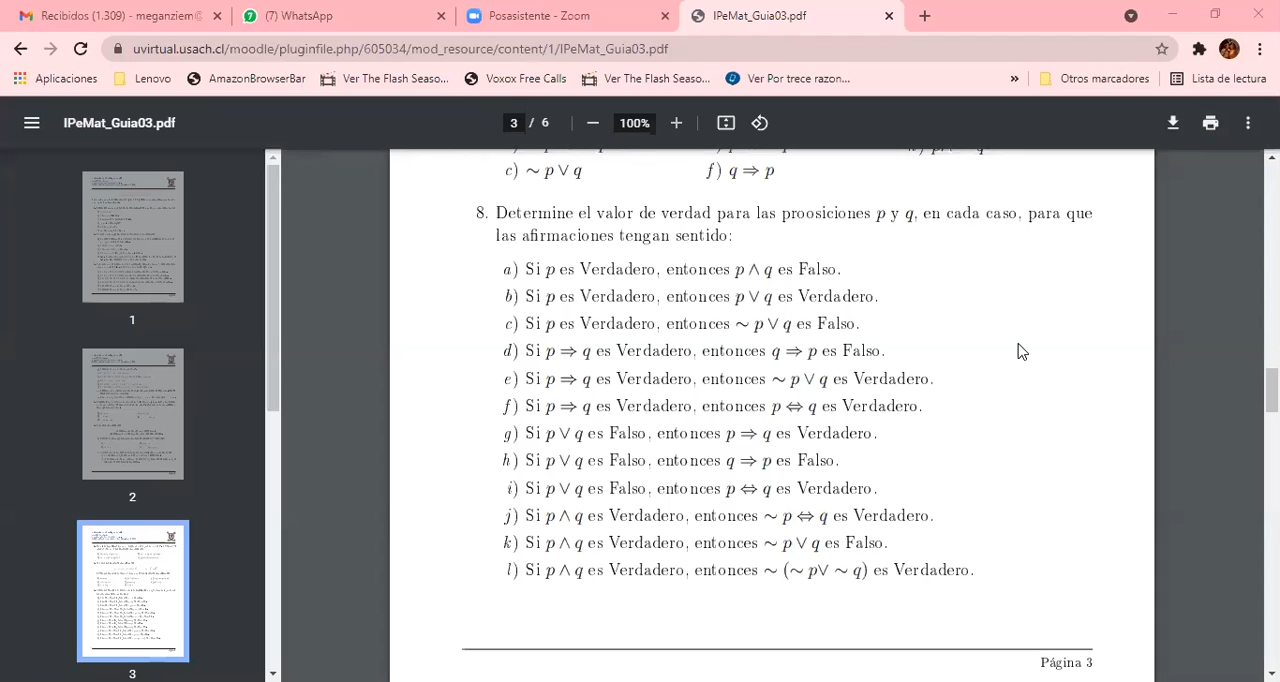 Recibidos (1.309) - meganziem@
(7) WhatsApp
Posasistente - Zoom
IPeMat_Guia03.pdf
uvirtual.usach.cl/moodle/pluginfile.php/605034/mod_resource/content/1/IPeMat_Guia03.pdf
Aplicaciones Lenovo AmazonBrowserBar Ver The Flash Seaso... Voxox Free Calls Ver The Flash Seaso... Ver Por trece razon... » Otros marcadores Lista de lectura
IPeMat_Guia03.pdf 3 / 6 100%
c) ∼ p ∨ q f) q ⇒ p
8. Determine el valor de verdad para las proposiciones p y q, en cada caso, para que
las afirmaciones tengan sentido:
a) Si p es Verdadero, entonces p ∧ q es Falso.
b) Si p es Verdadero, entonces p ∨ q es Verdadero.
c) Si p es Verdadero, entonces ∼ p ∨ q es Falso.
d) Si p ⇒ q es Verdadero, entonces q ⇒ p es Falso.
e) Si p ⇒ q es Verdadero, entonces ∼ p ∨ q es Verdadero.
f) Si p ⇒ q es Verdadero, entonces p ⇔ q es Verdadero.
g) Si p ∨ q es Falso, entonces p ⇒ q es Verdadero.
h) Si p ∨ q es Falso, entonces q ⇒ p es Falso.
i) Si p ∨ q es Falso, entonces p ⇔ q es Verdadero.
j) Si p ∧ q es Verdadero, entonces ∼ p ⇔ q es Verdadero.
k) Si p ∧ q es Verdadero, entonces ∼ p ∨ q es Falso.
l) Si p ∧ q es Verdadero, entonces ∼ (∼ p ∨ ∼ q) es Verdadero.
Página 3
1
2
3